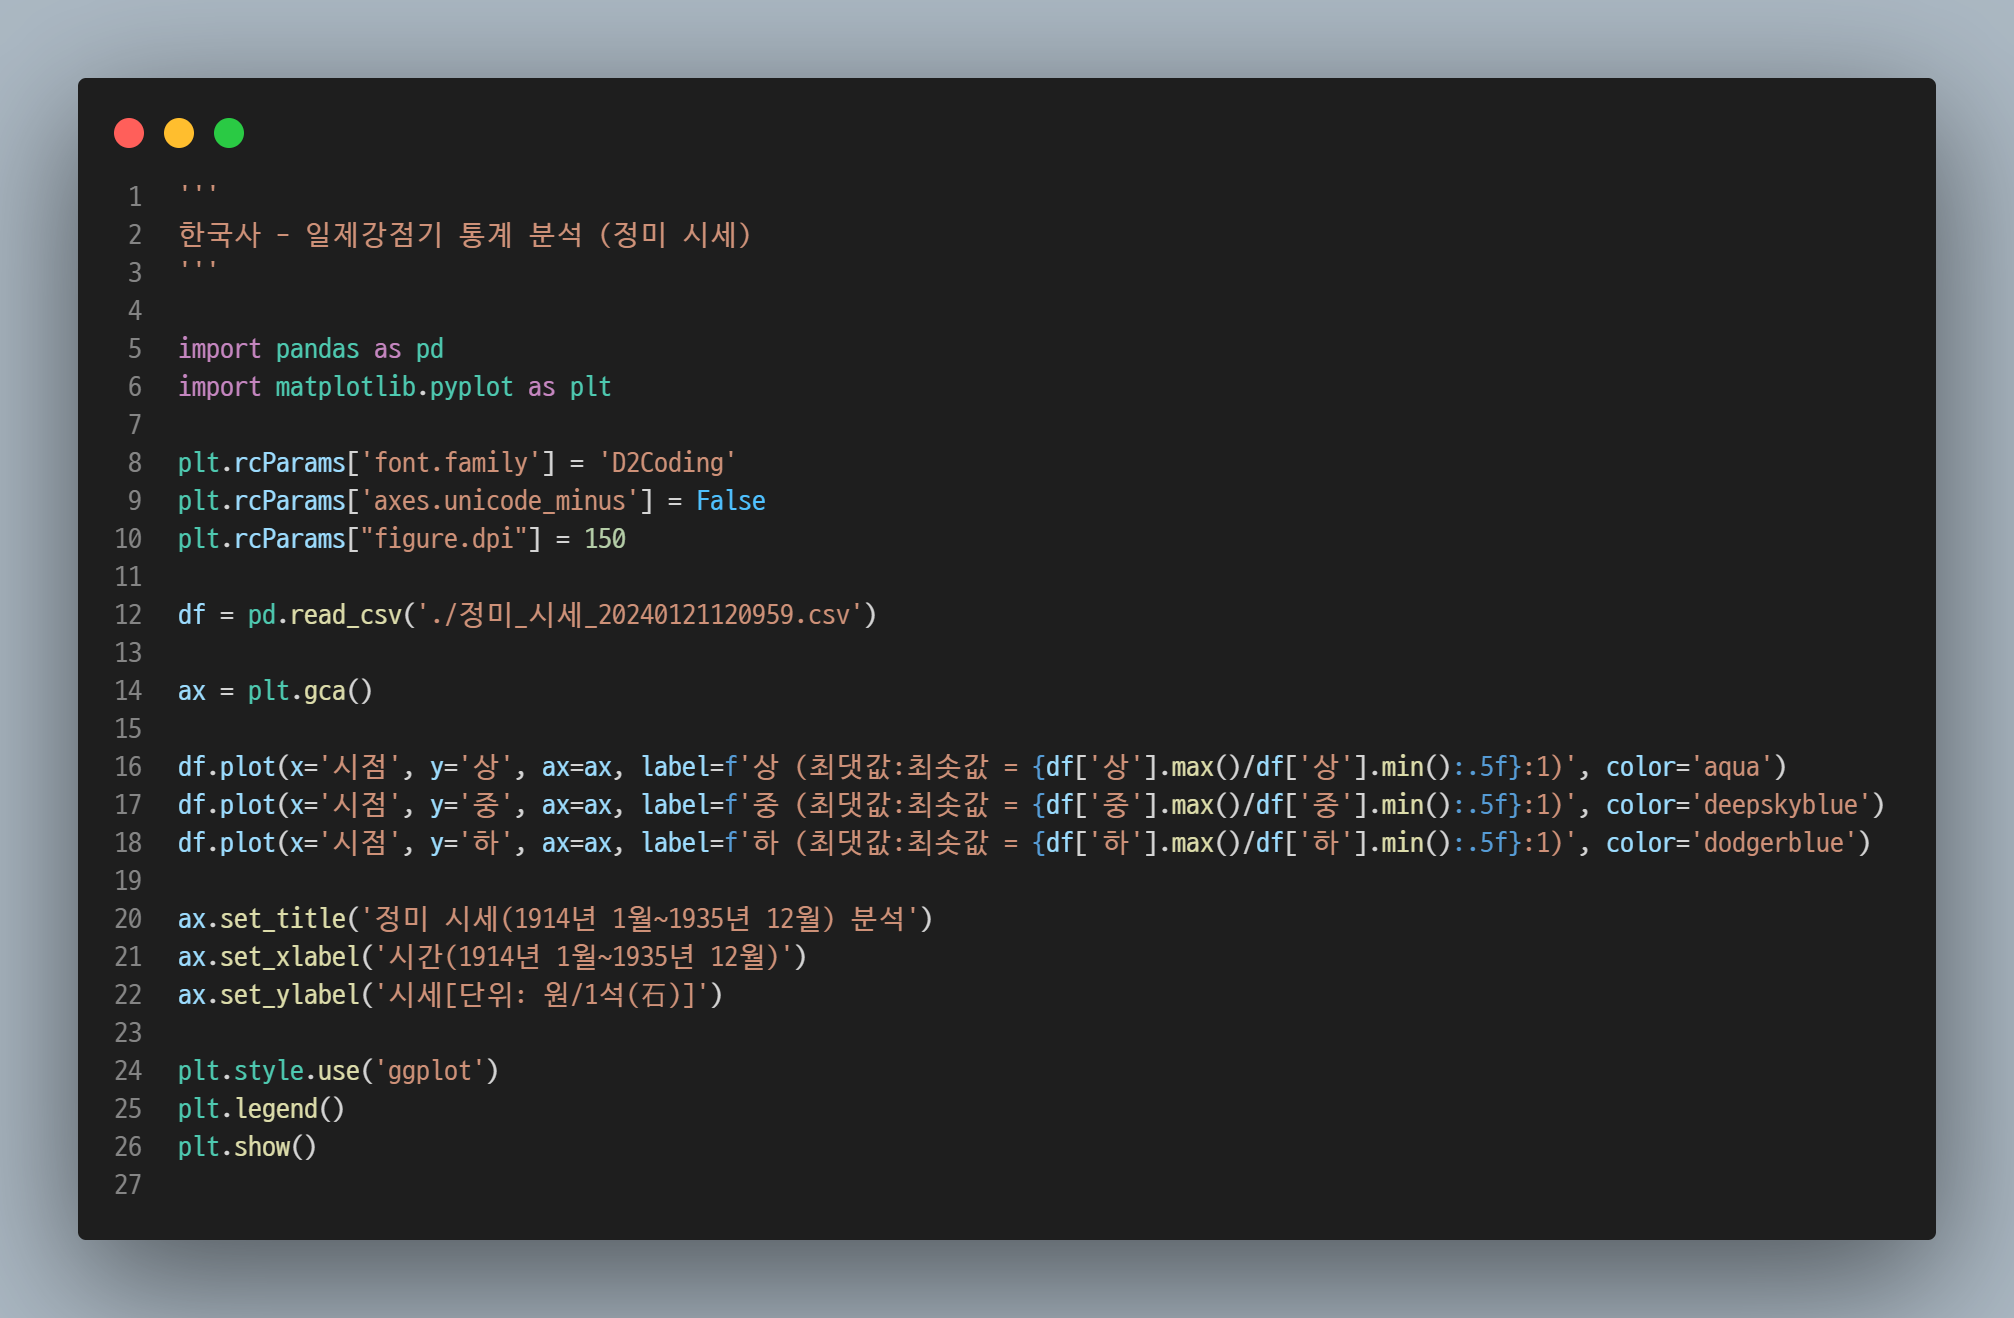 1 '''
2 한국사 - 일제강점기 통계 분석 (정미 시세)
3 '''
4
5 import pandas as pd
6 import matplotlib.pyplot as plt
7
8 plt.rcParams['font.family'] = 'D2Coding'
9 plt.rcParams['axes.unicode_minus'] = False
10 plt.rcParams["figure.dpi"] = 150
11
12 df = pd.read_csv('./정미_시세_20240121120959.csv')
13
14 ax = plt.gca()
15
16 df.plot(x='시점', y='상', ax=ax, label=f'상 (최댓값:최솟값 = {df['상'].max()/df['상'].min():.5f}:1)', color='aqua')
17 df.plot(x='시점', y='중', ax=ax, label=f'중 (최댓값:최솟값 = {df['중'].max()/df['중'].min():.5f}:1)', color='deepskyblue')
18 df.plot(x='시점', y='하', ax=ax, label=f'하 (최댓값:최솟값 = {df['하'].max()/df['하'].min():.5f}:1)', color='dodgerblue')
19
20 ax.set_title('정미 시세(1914년 1월~1935년 12월) 분석')
21 ax.set_xlabel('시간(1914년 1월~1935년 12월)')
22 ax.set_ylabel('시세[단위: 원/1석(石)]')
23
24 plt.style.use('ggplot')
25 plt.legend()
26 plt.show()
27